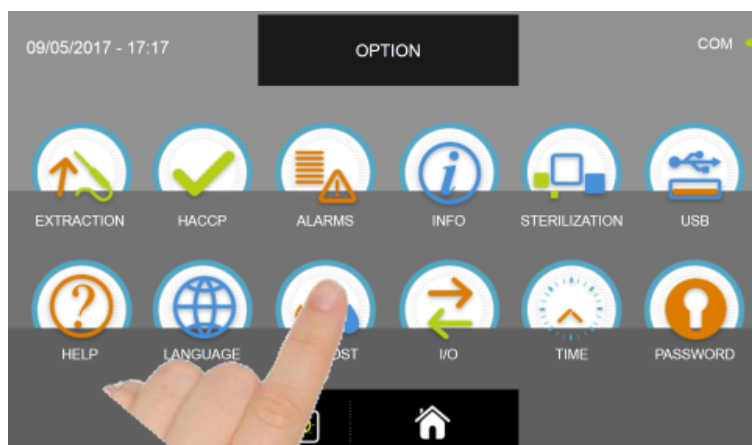 09/05/2017 - 17:17
OPTION
COM
EXTRACTION
HACCP
ALARMS
INFO
STERILIZATION
USB
HELP
LANGUAGE
I/O
TIME
PASSWORD